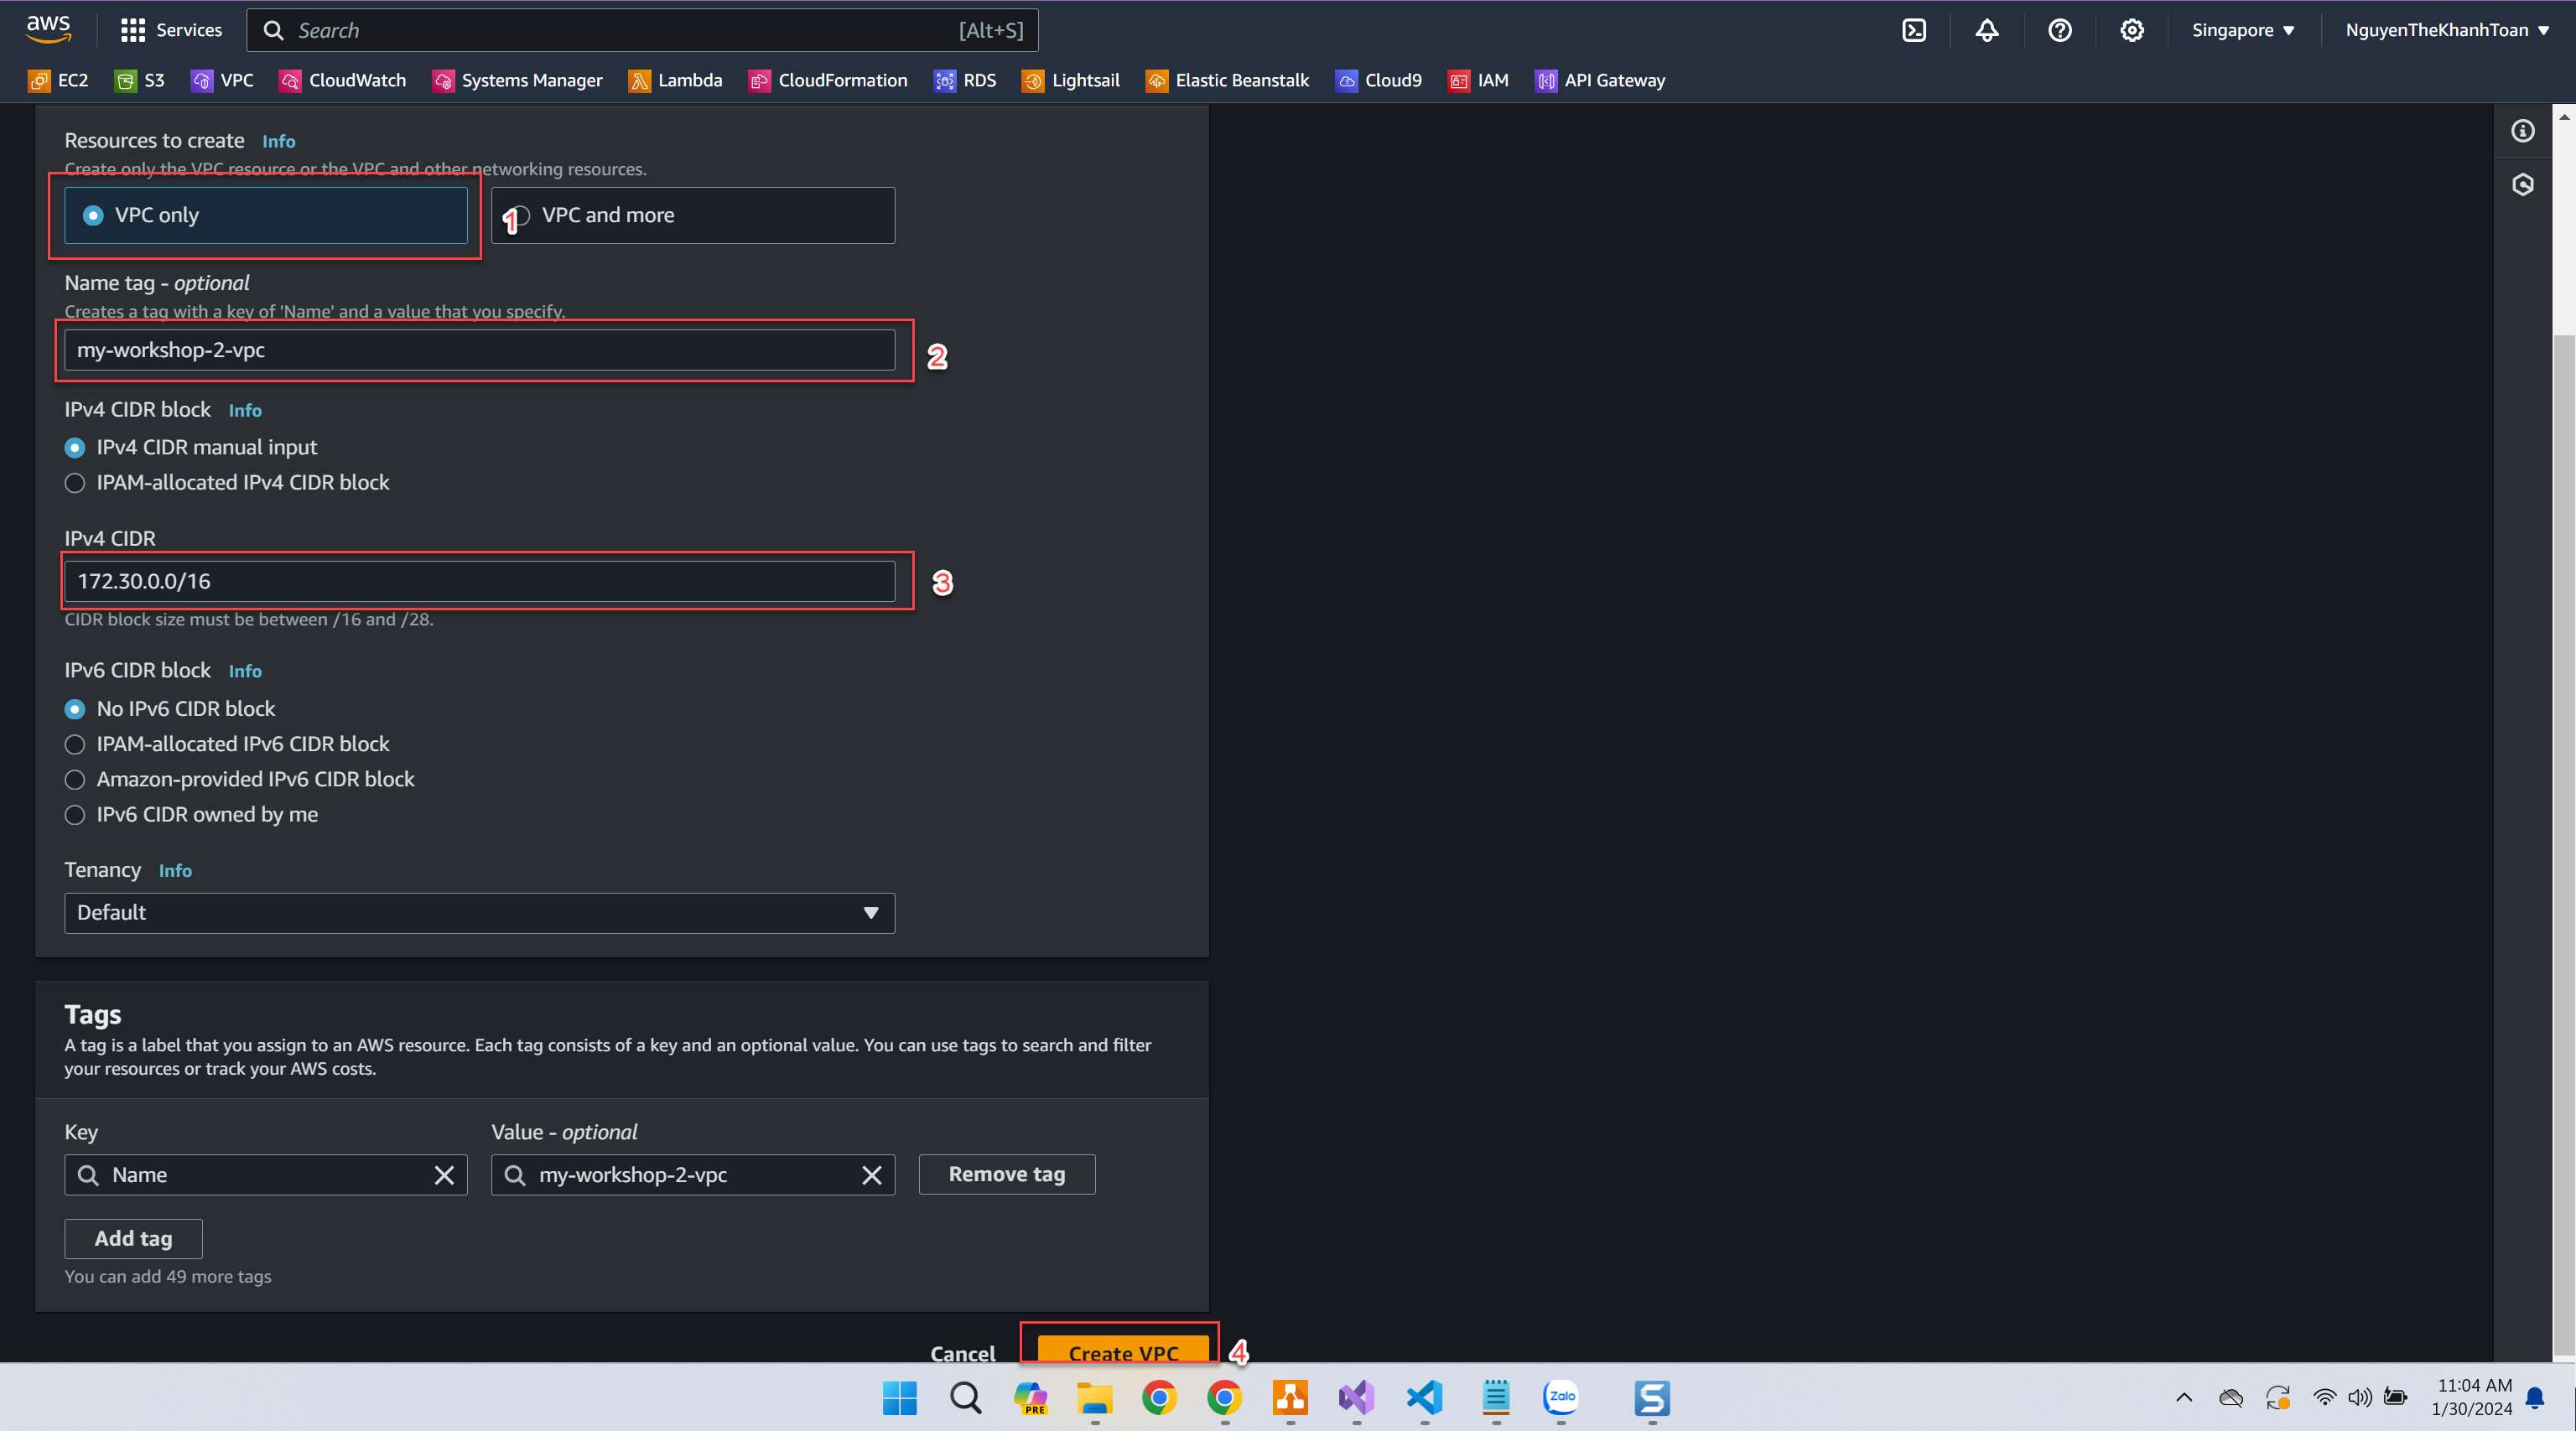 aws
Services
Search
[Alt+S]
Singapore
NguyenTheKhanhToan
EC2
S3
VPC
CloudWatch
Systems Manager
Lambda
CloudFormation
RDS
Lightsail
Elastic Beanstalk
Cloud9
IAM
API Gateway
Resources to create Info
Create only the VPC resource or the VPC and other networking resources.
VPC only
1
VPC and more
Name tag - optional
Creates a tag with a key of 'Name' and a value that you specify.
my-workshop-2-vpc
2
IPv4 CIDR block Info
IPv4 CIDR manual input
IPAM-allocated IPv4 CIDR block
IPv4 CIDR
172.30.0.0/16
3
CIDR block size must be between /16 and /28.
IPv6 CIDR block Info
No IPv6 CIDR block
IPAM-allocated IPv6 CIDR block
Amazon-provided IPv6 CIDR block
IPv6 CIDR owned by me
Tenancy Info
Default
Tags
A tag is a label that you assign to an AWS resource. Each tag consists of a key and an optional value. You can use tags to search and filter
your resources or track your AWS costs.
Key
Value - optional
Name
my-workshop-2-vpc
Remove tag
Add tag
You can add 49 more tags
Cancel
Create VPC
4
PRE
Zalo
S
11:04 AM
1/30/2024